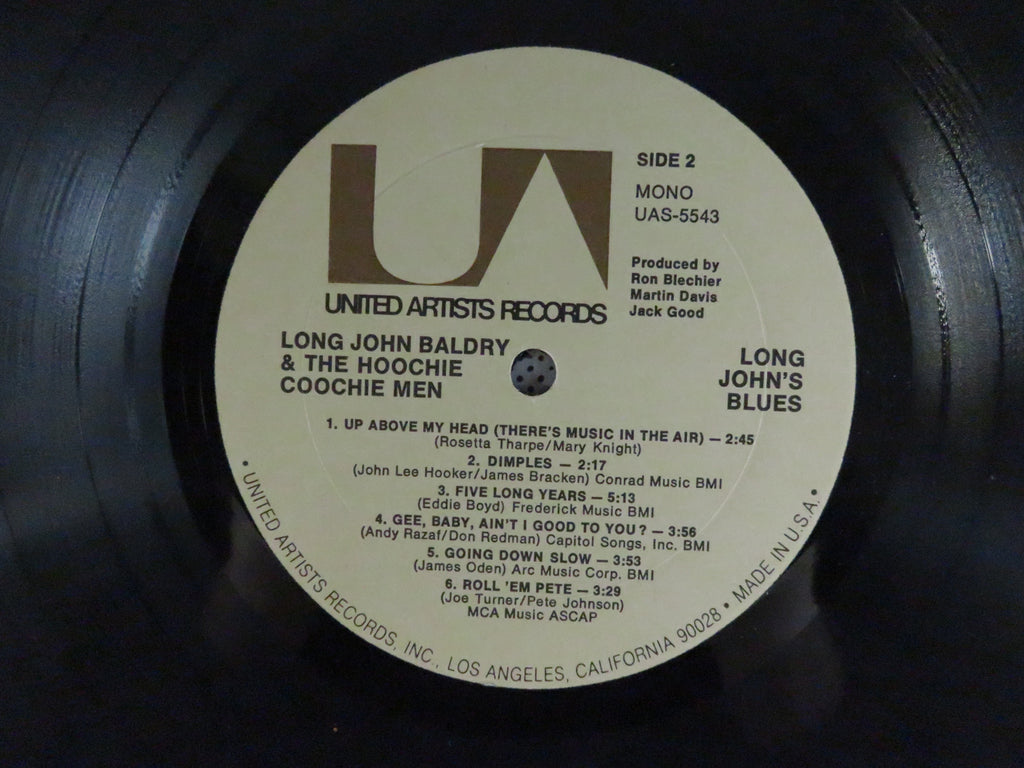 UA
UNITED ARTISTS RECORDS
SIDE 2
MONO
UAS-5543
Produced by
Ron Blechier
Martin Davis
Jack Good
LONG JOHN BALDRY
& THE HOOCHIE
COOCHIE MEN
LONG
JOHN'S
BLUES
1. UP ABOVE MY HEAD (THERE'S MUSIC IN THE AIR) — 2:45
(Rosetta Tharpe/Mary Knight)
2. DIMPLES — 2:17
(John Lee Hooker/James Bracken) Conrad Music BMI
3. FIVE LONG YEARS — 5:13
(Eddie Boyd) Frederick Music BMI
4. GEE, BABY, AIN'T I GOOD TO YOU? — 3:56
(Andy Razaf/Don Redman) Capitol Songs, Inc. BMI
5. GOING DOWN SLOW — 3:53
(James Oden) Arc Music Corp. BMI
6. ROLL 'EM PETE — 3:29
(Joe Turner/Pete Johnson)
MCA Music ASCAP
• UNITED ARTISTS RECORDS, INC., LOS ANGELES, CALIFORNIA 90028 • MADE IN U.S.A. •